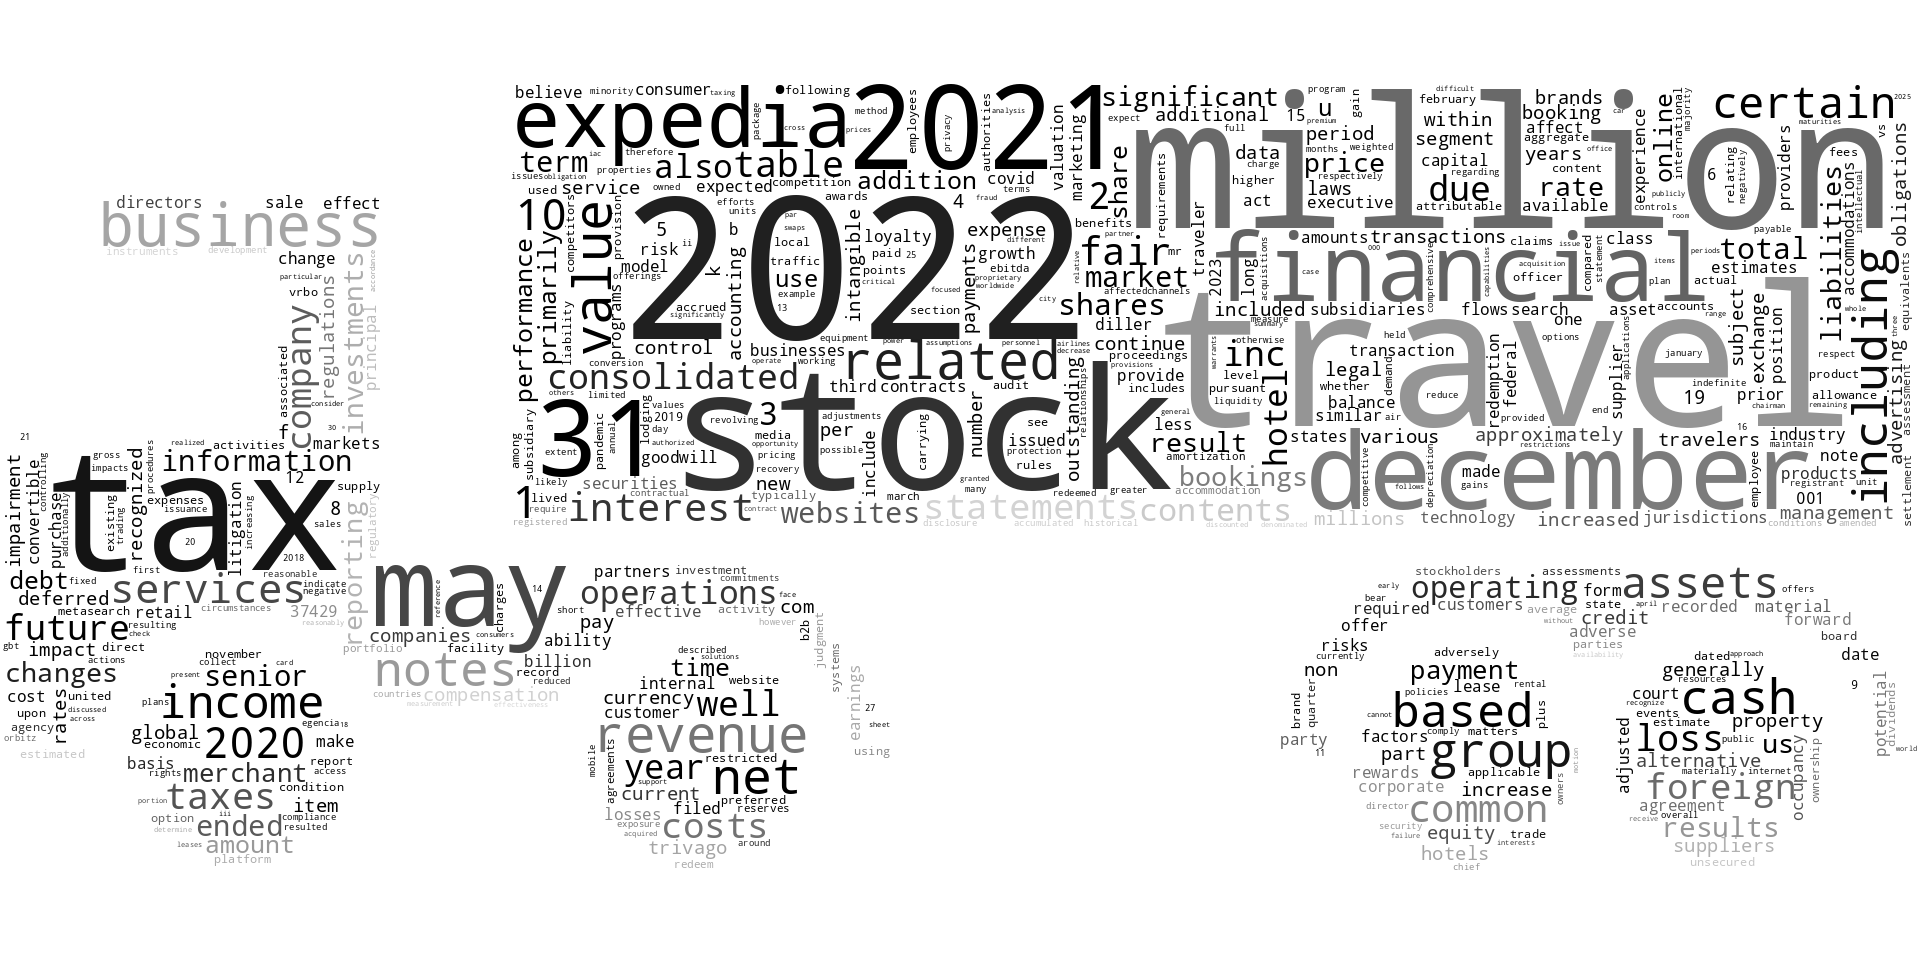 believe minority consumer taxing following
expedia 2021
significant additional
million
certain 2025
u 15 gain program premium full months weighted
period
february difficult within segment
brands booking affect aggregate years office content
car online experience international majority
maturities vs providers fees obligations
term iac therefore properties also table
issues obligation used service owned expected competition addition
covid terms valuation marketing authorities analysis employees privacy method prices cross package
share 2 expect requirements
data charge higher act price respectively laws executive
capital regarding due attributable rate available
publicly controls room relating 6 negatively
payable intellectual equivalents accommodations liabilities
directors sale effect
business
instruments development
change particular vrbo
company regulations investments principal accordance
associated f consider 30 markets
10 primarily performance value provision competitors
2022
efforts units awards 4 fraud par swaps
5 risk ii model offerings b k accounting
local traffic use example 13
loyalty paid 25 points critical intangible
expense different growth ebitda proprietary worldwide focused
section payments city
accrued significantly programs liability
benefits partner fair mr traveler market relative
affected channels shares 2023
financial
amounts transactions claims issue class
acquisitions long case 000 comprehensive capabilities acquisition officer compared statement items plan periods
total estimates actual
included subsidiaries flows search asset accounts range whole
travel
diller continue proceedings provisions provide includes
measure summary warrants inc otherwise level pursuant liquidity
held one options transaction legal whether demand balance similar air
january indefinite 19 reduce redemption federal provided end supplier applications
subject exchange prior position chairman
respect product allowance remaining three advertising assessment including
control conversion businesses operate working equipment power assumptions personnel airlines decrease
related
consolidated third contracts audit
others limited values 2019 day authorized
31 stock
revolving 3 media opportunity pricing recovery new
adjustments per possible include carrying number
see issued protection rules outstanding relationships
general less result amortization
hotel states various approximately restrictions travelers 16 industry maintain
among subsidiary extent pandemic annual lodging goodwill
likely securities contractual typically contract march granted many redeemed greater accommodation bookings
december
competitive follows depreciation made employee products note registrant unit 001
1 lived require registered interest websites statements contents
disclosure accumulated historical discounted denominated
millions technology increased jurisdictions management conditions amended settlement
21 gross impacts realized activities
tax information
12 supply 8 sales
impairment convertible controlling purchase additionally existing trading recognized procedures
expenses issuance litigation increasing 20 2018 first reasonable
debt fixed services indicate negative
deferred metasearch retail circumstances 37429 reasonably
reporting regulatory
future resulting check
gbt impact direct actions
changes
cost united discussed upon across agency rates orbitz estimated
november collect card present senior
plans income
egencia 18 global economic 2020 make
basis rights merchant report access
portion taxes condition
iii item compliance resulted
option determine ended
leases amount
platform
may
reference charges 14
companies consumers facility portfolio
notes
countries compensation measurement effectiveness
partners investment commitments
operations 7 face
short effective activity com however
pay ability b2b judgment systems
billion record reduced
described solutions time website
internal currency well customer
revenue
year restricted net
mobile agreements support current
filed preferred reserves
losses exposure acquired costs
trivago around redeem
earnings 27 sheet using
stockholders assessments
early operating form assets offers
bear required customers average state april recorded material
without credit forward
offer adverse parties availability board
risks currently non date
brand quarter party 11
adversely payment
policies lease rental
cannot based plus
factors comply matters
part group motion
rewards applicable corporate increase owners
director common
security failure equity trade interests
hotels chief
dated approach generally
resources court cash
recognize events estimate property
loss public us
adjusted alternative
materially internet foreign
agreement occupancy ownership
receive overall results
suppliers
unsecured
9 potential dividends world